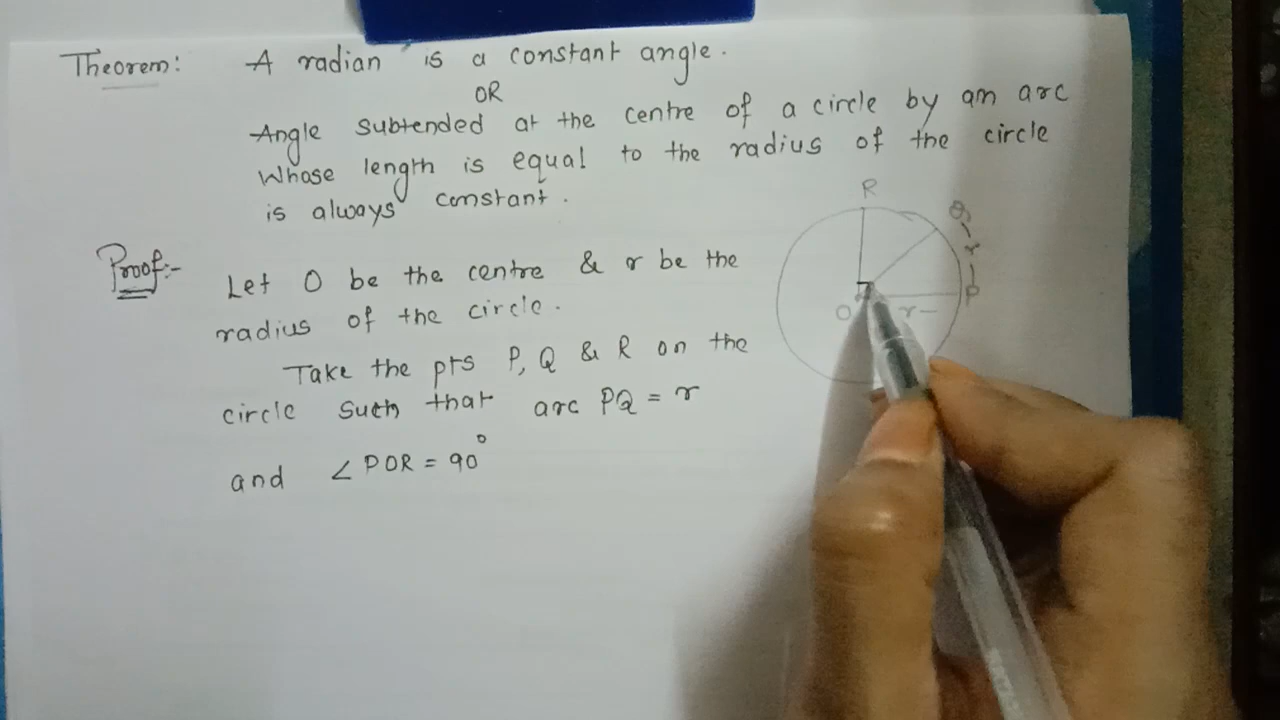 Theorem: A radian is a constant angle.
OR
Angle subtended at the centre of a circle by an arc
whose length is equal to the radius of the circle
is always constant.
Proof:-
Let O be the centre & r be the
radius of the circle.
Take the pts P, Q & R on the
circle such that arc PQ = r
and ∠POR = 90°
R
Q
r
P
O
r